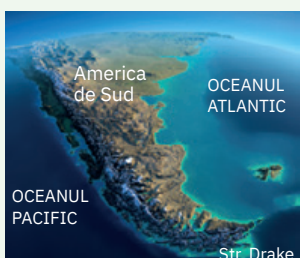 America
de Sud
OCEANUL
ATLANTIC
OCEANUL
PACIFIC
Str. Drake